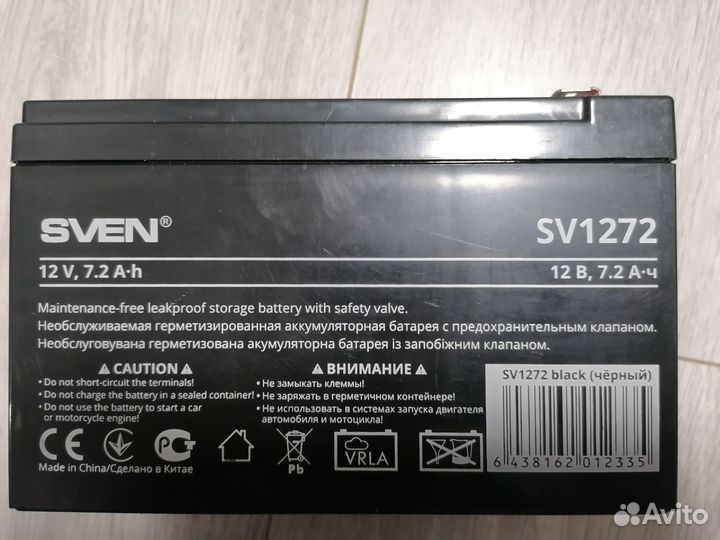 SVEN®
SV1272
12 V, 7.2 A·h
12 В, 7.2 А·ч
Maintenance-free leakproof storage battery with safety valve.
Необслуживаемая герметизированная аккумуляторная батарея с предохранительным клапаном.
Необслуговувана герметизована акумуляторна батарея із запобіжним клапаном.
CAUTION
• Do not short-circuit the terminals!
• Do not charge the battery in a sealed container!
• Do not use the battery to start a car
or motorcycle engine!
ВНИМАНИЕ
• Не замыкать клеммы!
• Не заряжать в герметичном контейнере!
• Не использовать в системах запуска двигателя
автомобиля и мотоцикла!
SV1272 black (чёрный)
6 438162 012335
CE
РСТ
Pb
VRLA
Made in China/Сделано в Китае
Avito